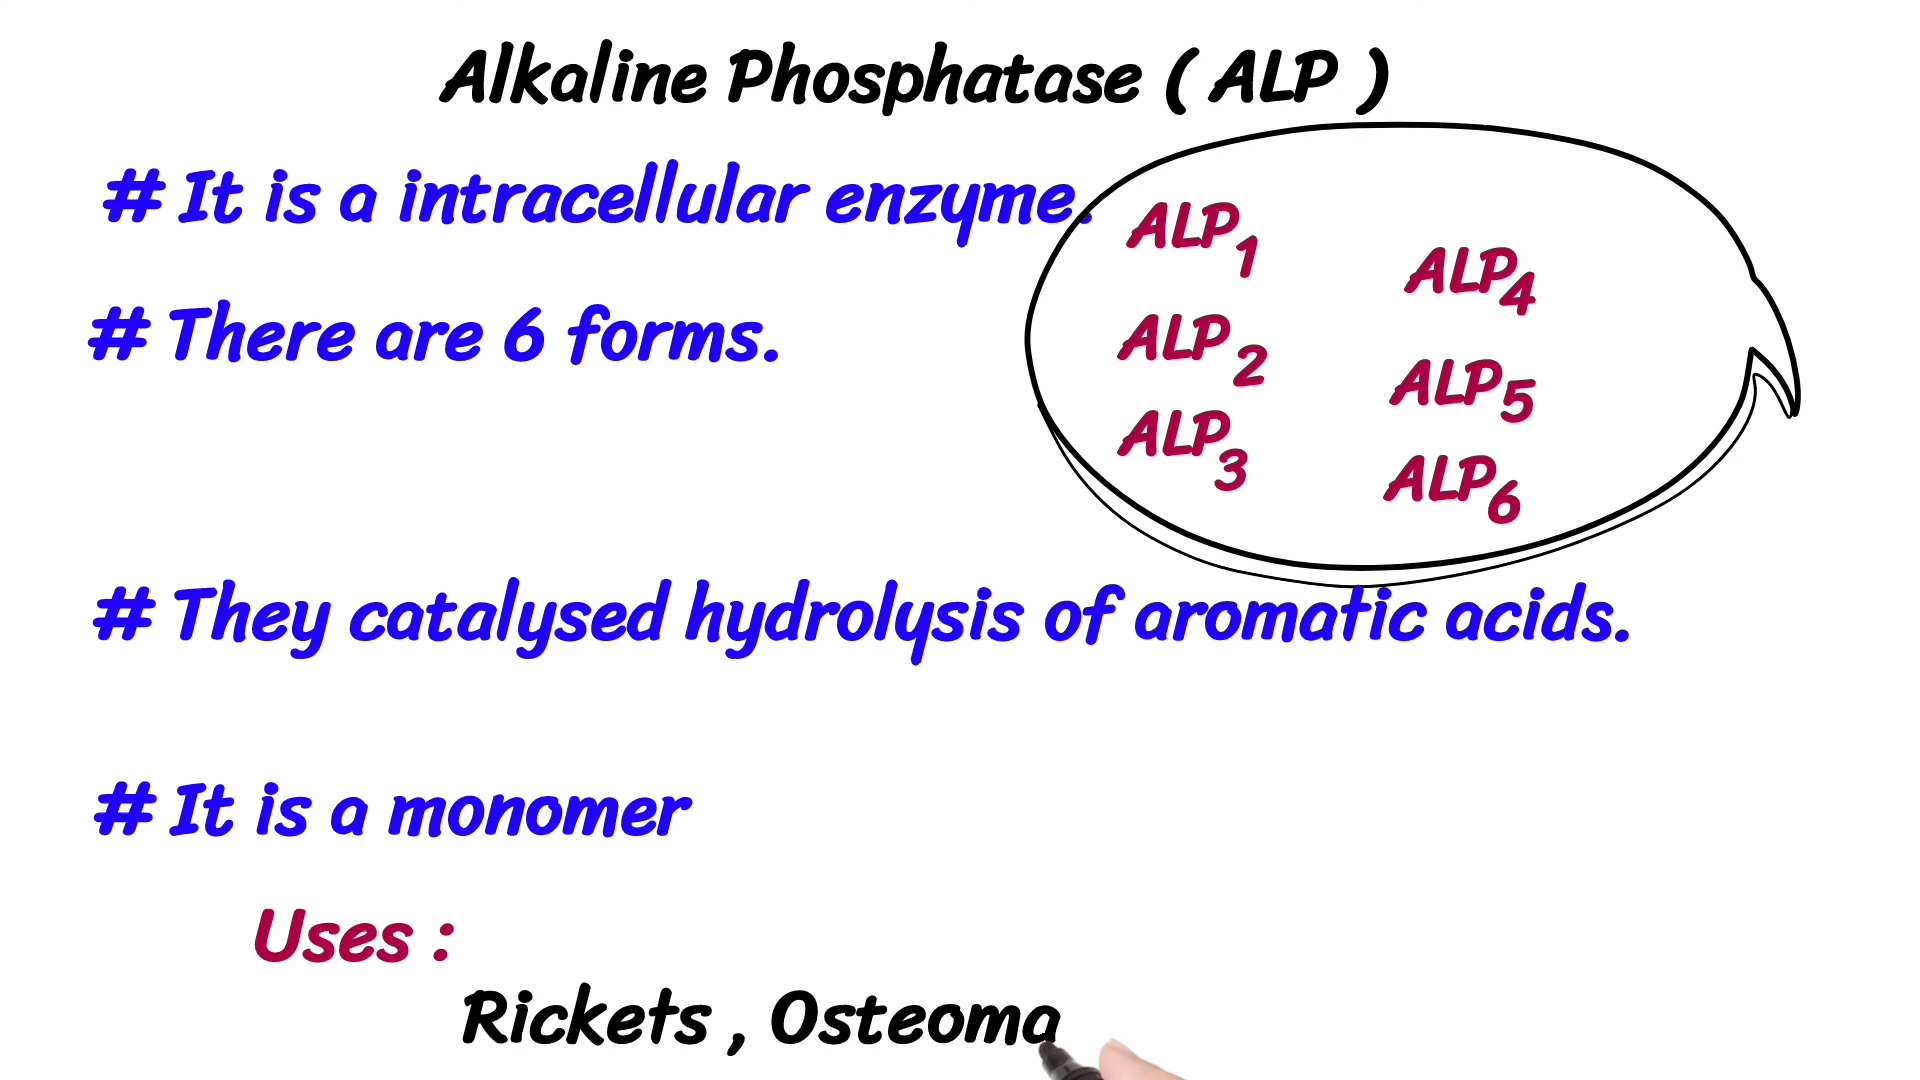 Alkaline Phosphatase ( ALP )
# It is a intracellular enzyme.
# There are 6 forms.
ALP1
ALP2
ALP3
ALP4
ALP5
ALP6
# They catalysed hydrolysis of aromatic acids.
# It is a monomer
Uses :
Rickets , Osteoma